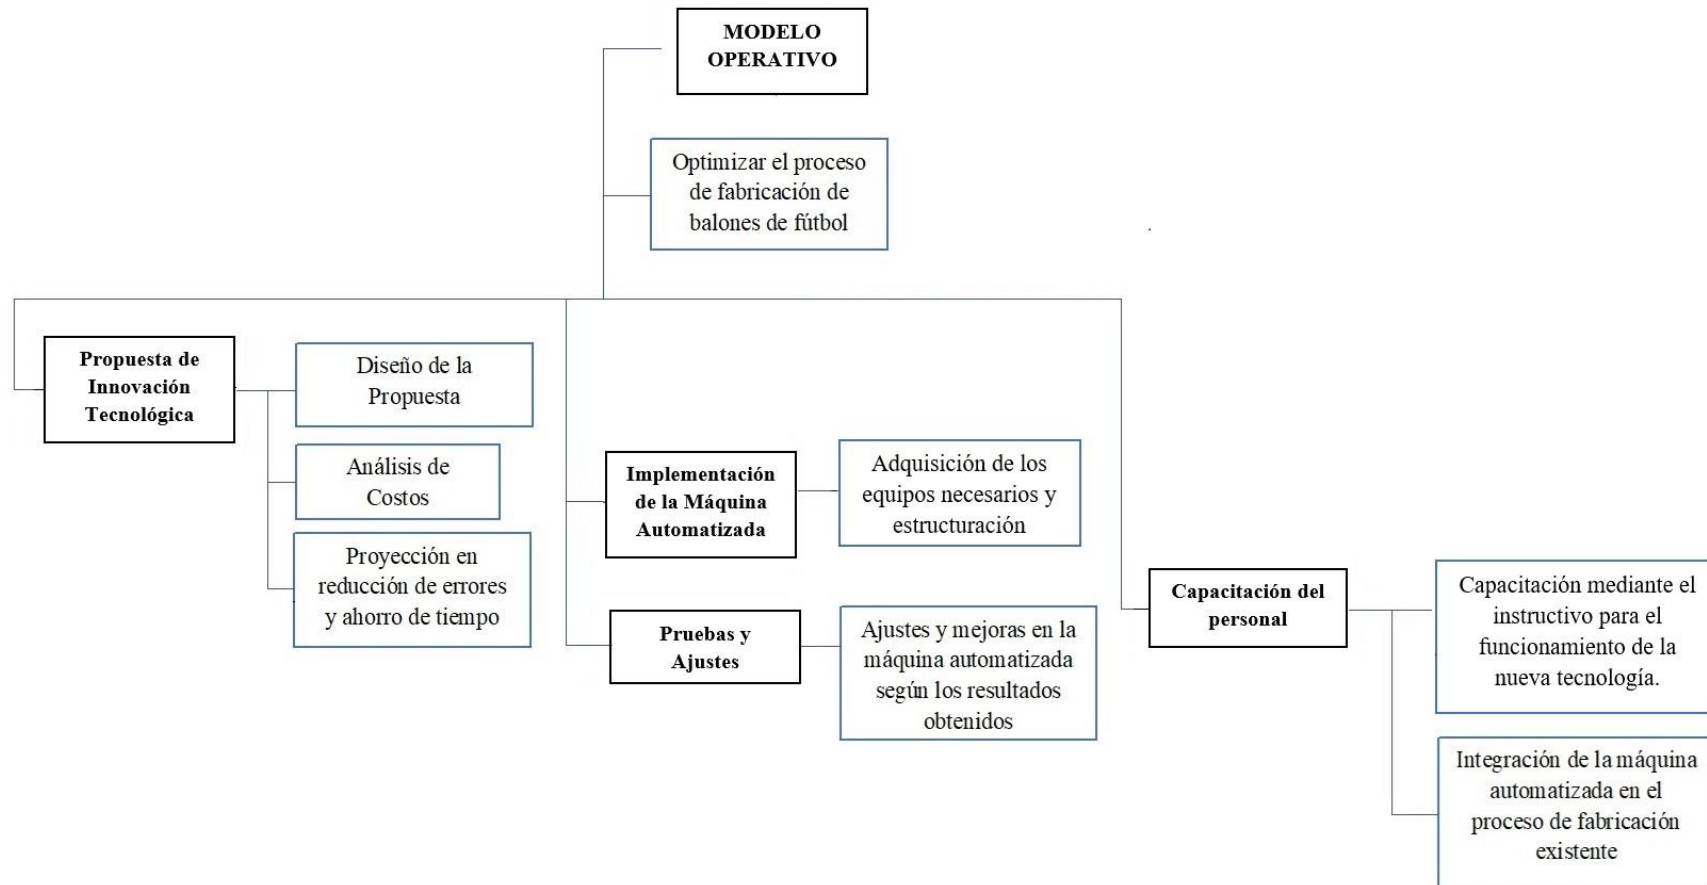 MODELO
OPERATIVO
Optimizar el proceso
de fabricación de
balones de fútbol
Propuesta de
Innovación
Tecnológica
Diseño de la
Propuesta
Análisis de
Costos
Proyección en
reducción de errores
y ahorro de tiempo
Implementación
de la Máquina
Automatizada
Adquisición de los
equipos necesarios y
estructuración
Pruebas y
Ajustes
Ajustes y mejoras en la
máquina automatizada
según los resultados
obtenidos
Capacitación del
personal
Capacitación mediante el
instructivo para el
funcionamiento de la
nueva tecnología.
Integración de la máquina
automatizada en el
proceso de fabricación
existente